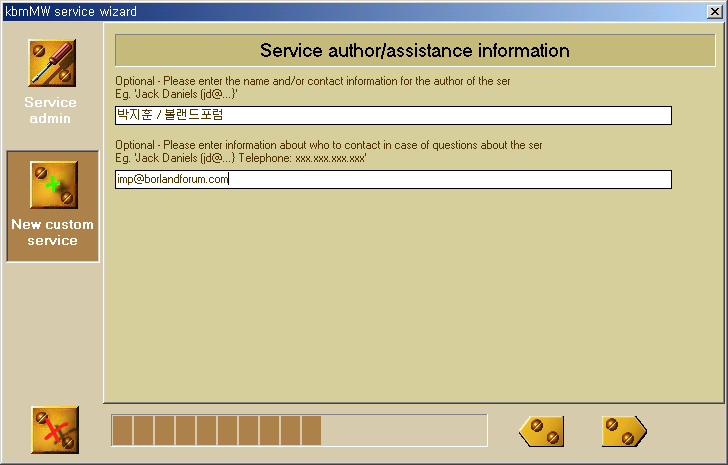 kbmMW service wizard
Service author/assistance information
Service
admin
New custom
service
Optional - Please enter the name and/or contact information for the author of the ser
Eg. 'Jack Daniels (jd@...}'
박지훈 / 볼랜드포럼
Optional - Please enter information about who to contact in case of questions about the ser
Eg. 'Jack Daniels (jd@...} Telephone: xxx.xxx.xxx.xxx'
imp@borlandforum.com